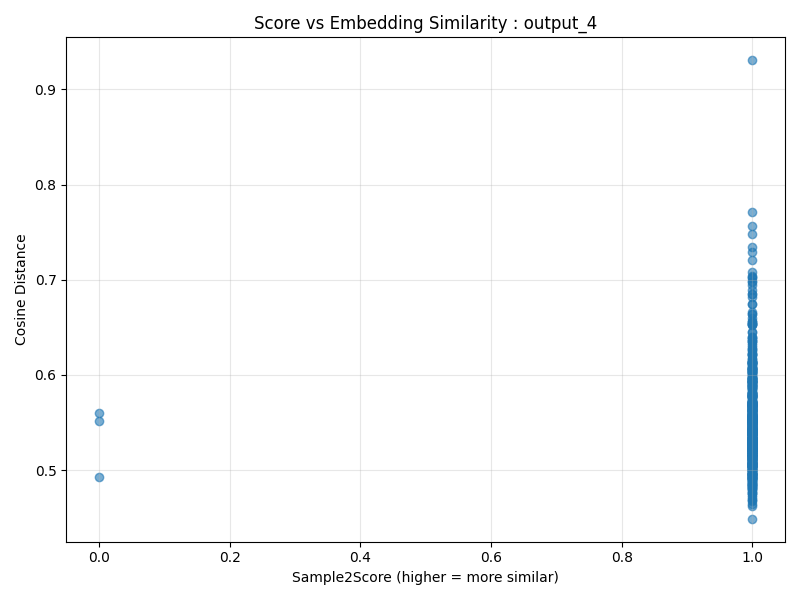 Score vs Embedding Similarity : output_4
0.9
0.8
0.7
0.6
0.5
Cosine Distance
0.0 0.2 0.4 0.6 0.8 1.0
Sample2Score (higher = more similar)